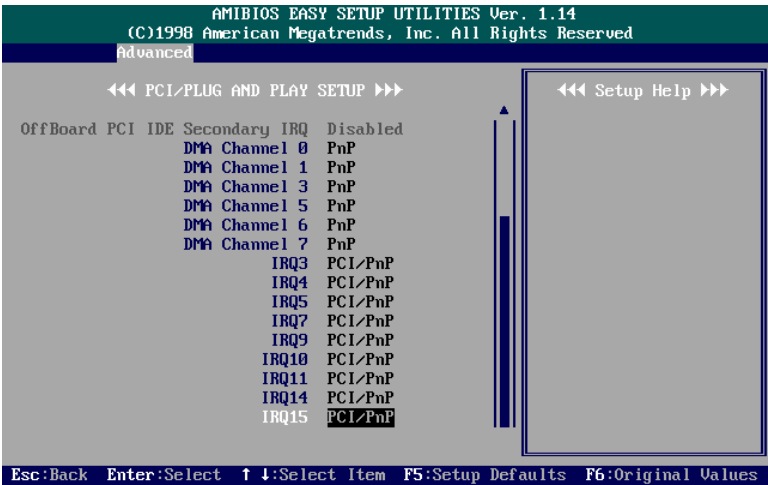 AMIBIOS EASY SETUP UTILITIES Ver. 1.14
(C)1998 American Megatrends, Inc. All Rights Reserved
Advanced
PCI/PLUG AND PLAY SETUP
Setup Help
OffBoard PCI IDE Secondary IRQ Disabled
DMA Channel 0 PnP
DMA Channel 1 PnP
DMA Channel 3 PnP
DMA Channel 5 PnP
DMA Channel 6 PnP
DMA Channel 7 PnP
IRQ3 PCI/PnP
IRQ4 PCI/PnP
IRQ5 PCI/PnP
IRQ7 PCI/PnP
IRQ9 PCI/PnP
IRQ10 PCI/PnP
IRQ11 PCI/PnP
IRQ14 PCI/PnP
IRQ15 PCI/PnP
Esc:Back Enter:Select ↑ ↓:Select Item F5:Setup Defaults F6:Original Values